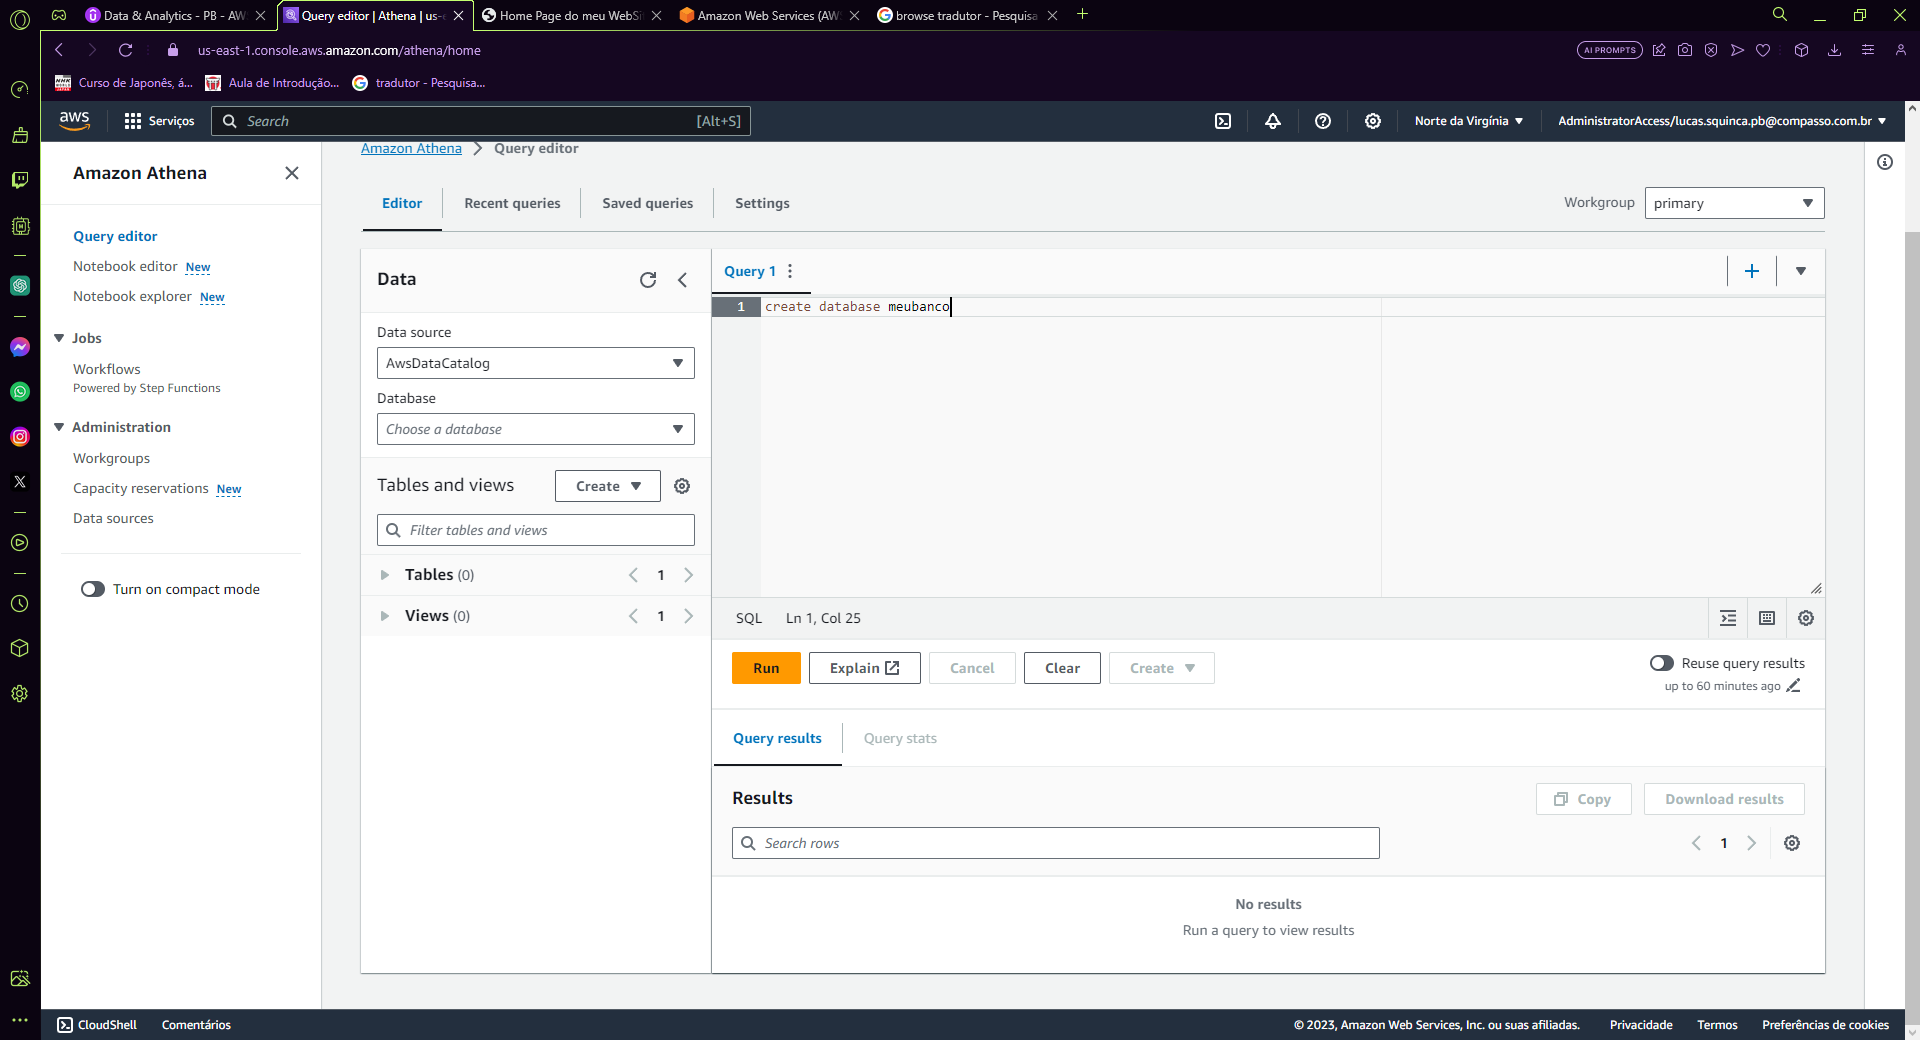 Data & Analytics - PB - AW
Query editor | Athena | us-e
Home Page do meu WebSi
Amazon Web Services (AW
browse tradutor - Pesquisa
us-east-1.console.aws.amazon.com/athena/home
AI PROMPTS
Curso de Japonês, á...
Aula de Introdução...
tradutor - Pesquisa...
aws
Serviços
Search
[Alt+S]
Norte da Virgínia
AdministratorAccess/lucas.squinca.pb@compasso.com.br
Amazon Athena
Query editor
Notebook editor New
Notebook explorer New
Jobs
Workflows
Powered by Step Functions
Administration
Workgroups
Capacity reservations New
Data sources
Turn on compact mode
Amazon Athena > Query editor
Editor
Recent queries
Saved queries
Settings
Workgroup
primary
Data
Data source
AwsDataCatalog
Database
Choose a database
Tables and views
Create
Filter tables and views
Tables (0)
1
Views (0)
1
Query 1
1 create database meubanco
SQL
Ln 1, Col 25
Run
Explain
Cancel
Clear
Create
Reuse query results
up to 60 minutes ago
Query results
Query stats
Results
Copy
Download results
Search rows
1
No results
Run a query to view results
CloudShell
Comentários
© 2023, Amazon Web Services, Inc. ou suas afiliadas.
Privacidade
Termos
Preferências de cookies